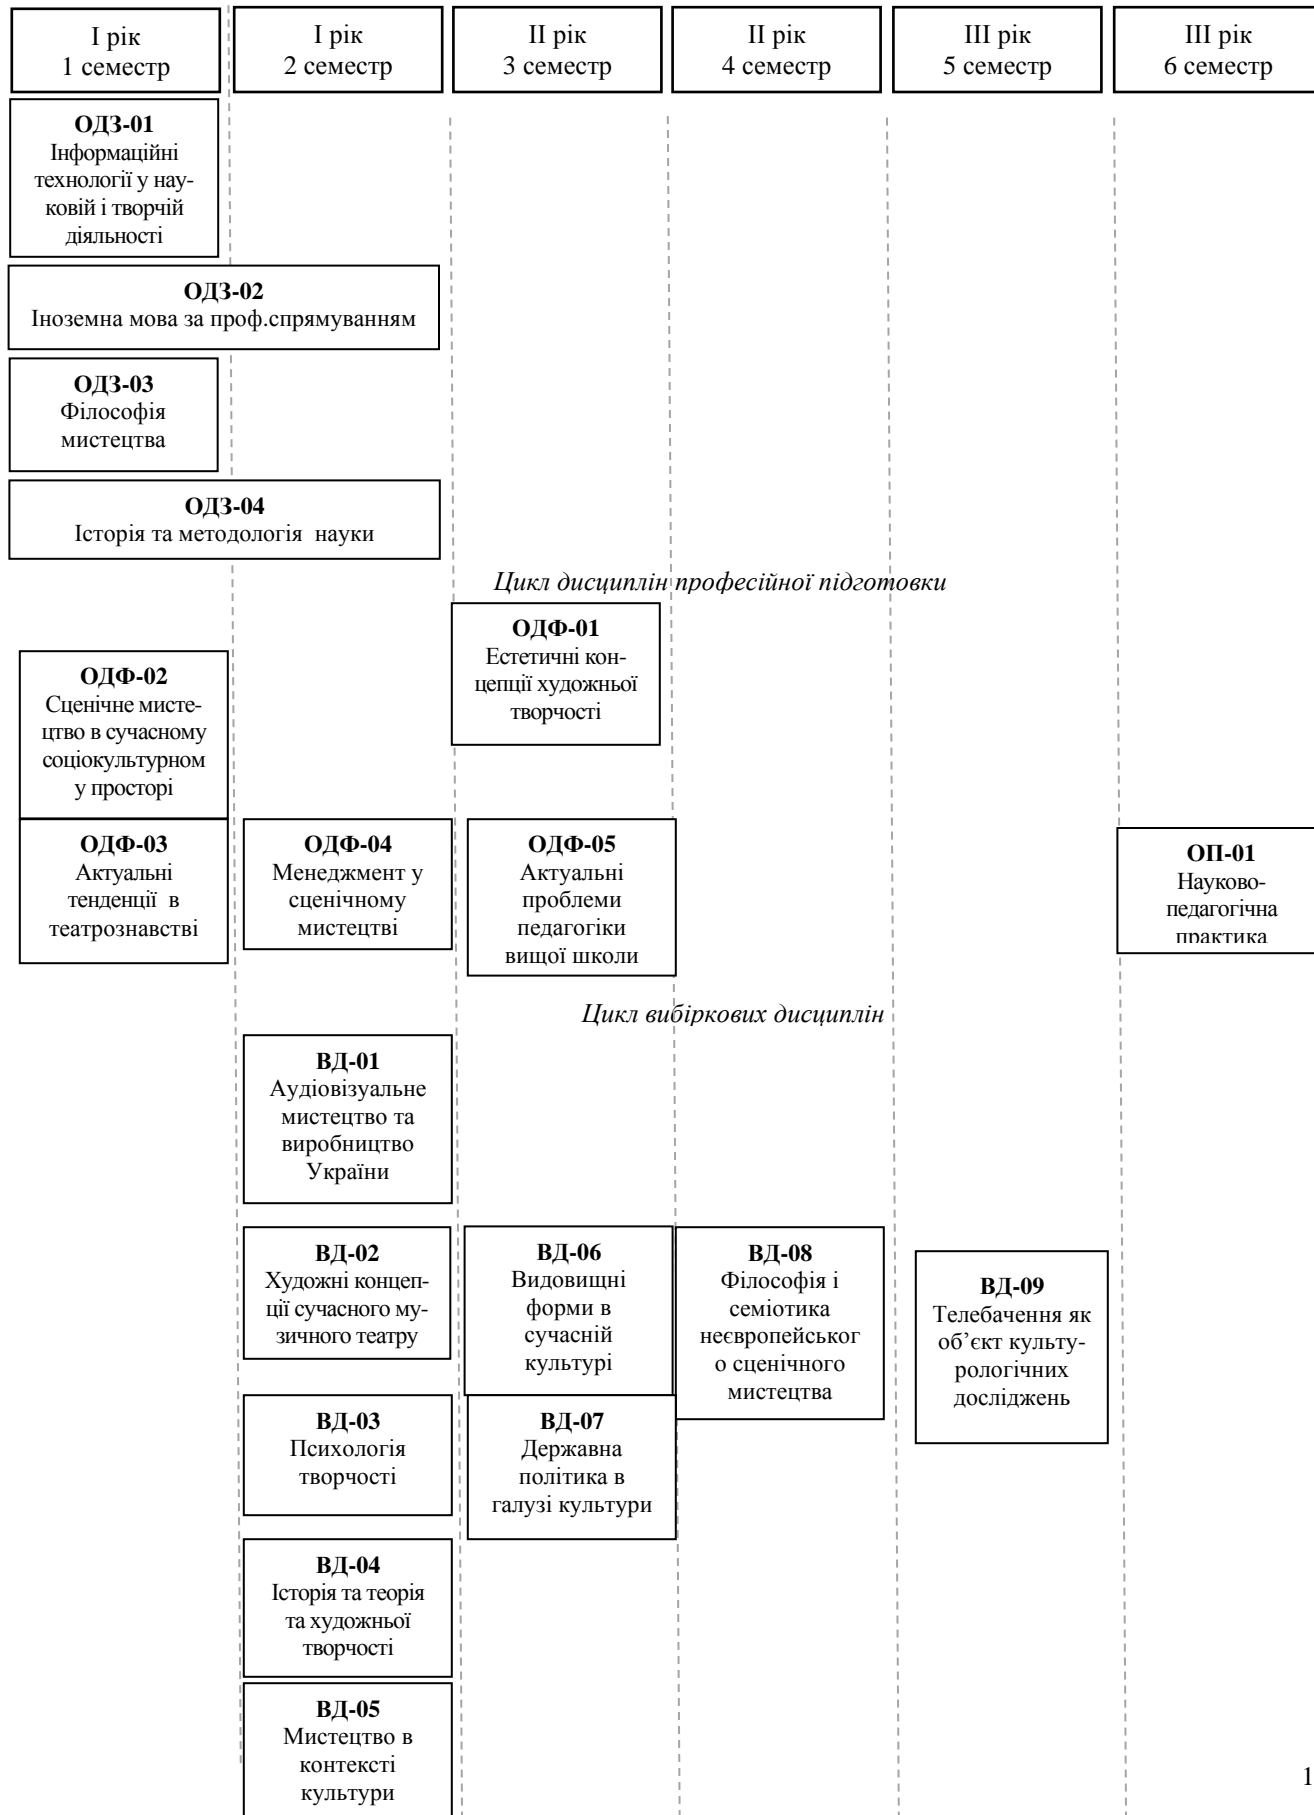 І рік
1 семестр
І рік
2 семестр
ІІ рік
3 семестр
ІІ рік
4 семестр
ІІІ рік
5 семестр
ІІІ рік
6 семестр
ОДЗ-01
Інформаційні
технології у нау-
ковій і творчій
діяльності
ОДЗ-02
Іноземна мова за проф.спрямуванням
ОДЗ-03
Філософія
мистецтва
ОДЗ-04
Історія та методологія науки
Цикл дисциплін професійної підготовки
ОДФ-01
Естетичні кон-
цепції художньої
творчості
ОДФ-02
Сценічне мисте-
цтво в сучасному
соціокультурном
у просторі
ОДФ-03
Актуальні
тенденції в
театрознавстві
ОДФ-04
Менеджмент у
сценічному
мистецтві
ОДФ-05
Актуальні
проблеми
педагогіки
вищої школи
ОП-01
Науково-
педагогічна
практика
Цикл вибіркових дисциплін
ВД-01
Аудіовізуальне
мистецтво та
виробництво
України
ВД-02
Художні концеп-
ції сучасного му-
зичного театру
ВД-06
Видовищні
форми в
сучасній
культурі
ВД-08
Філософія і
семіотика
неєвропейськог
о сценічного
мистецтва
ВД-09
Телебачення як
об’єкт культу-
рологічних
досліджень
ВД-03
Психологія
творчості
ВД-07
Державна
політика в
галузі культури
ВД-04
Історія та теорія
та художньої
творчості
ВД-05
Мистецтво в
контексті
культури
1